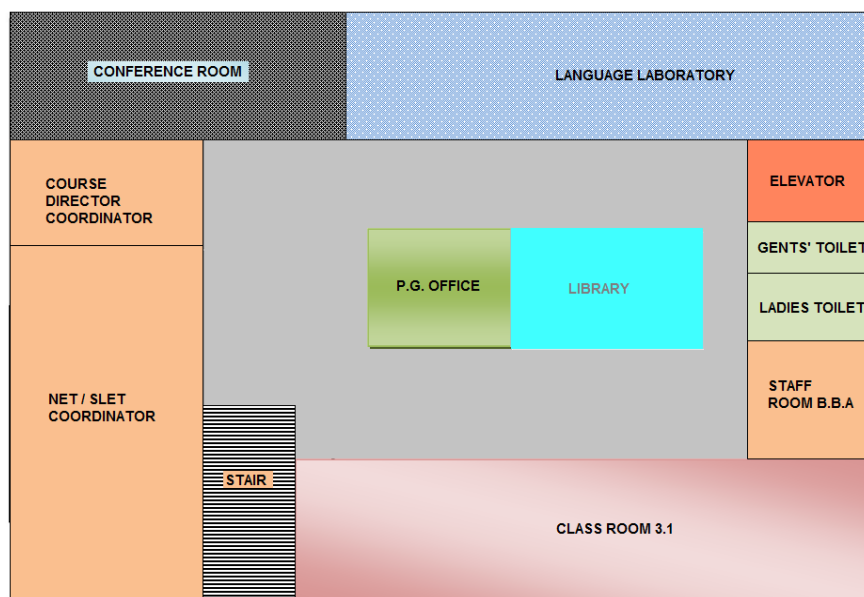 CONFERENCE ROOM
LANGUAGE LABORATORY
COURSE
DIRECTOR
COORDINATOR
ELEVATOR
GENTS' TOILET
P.G. OFFICE
LIBRARY
LADIES TOILET
NET / SLET
COORDINATOR
STAFF
ROOM B.B.A
STAIR
CLASS ROOM 3.1